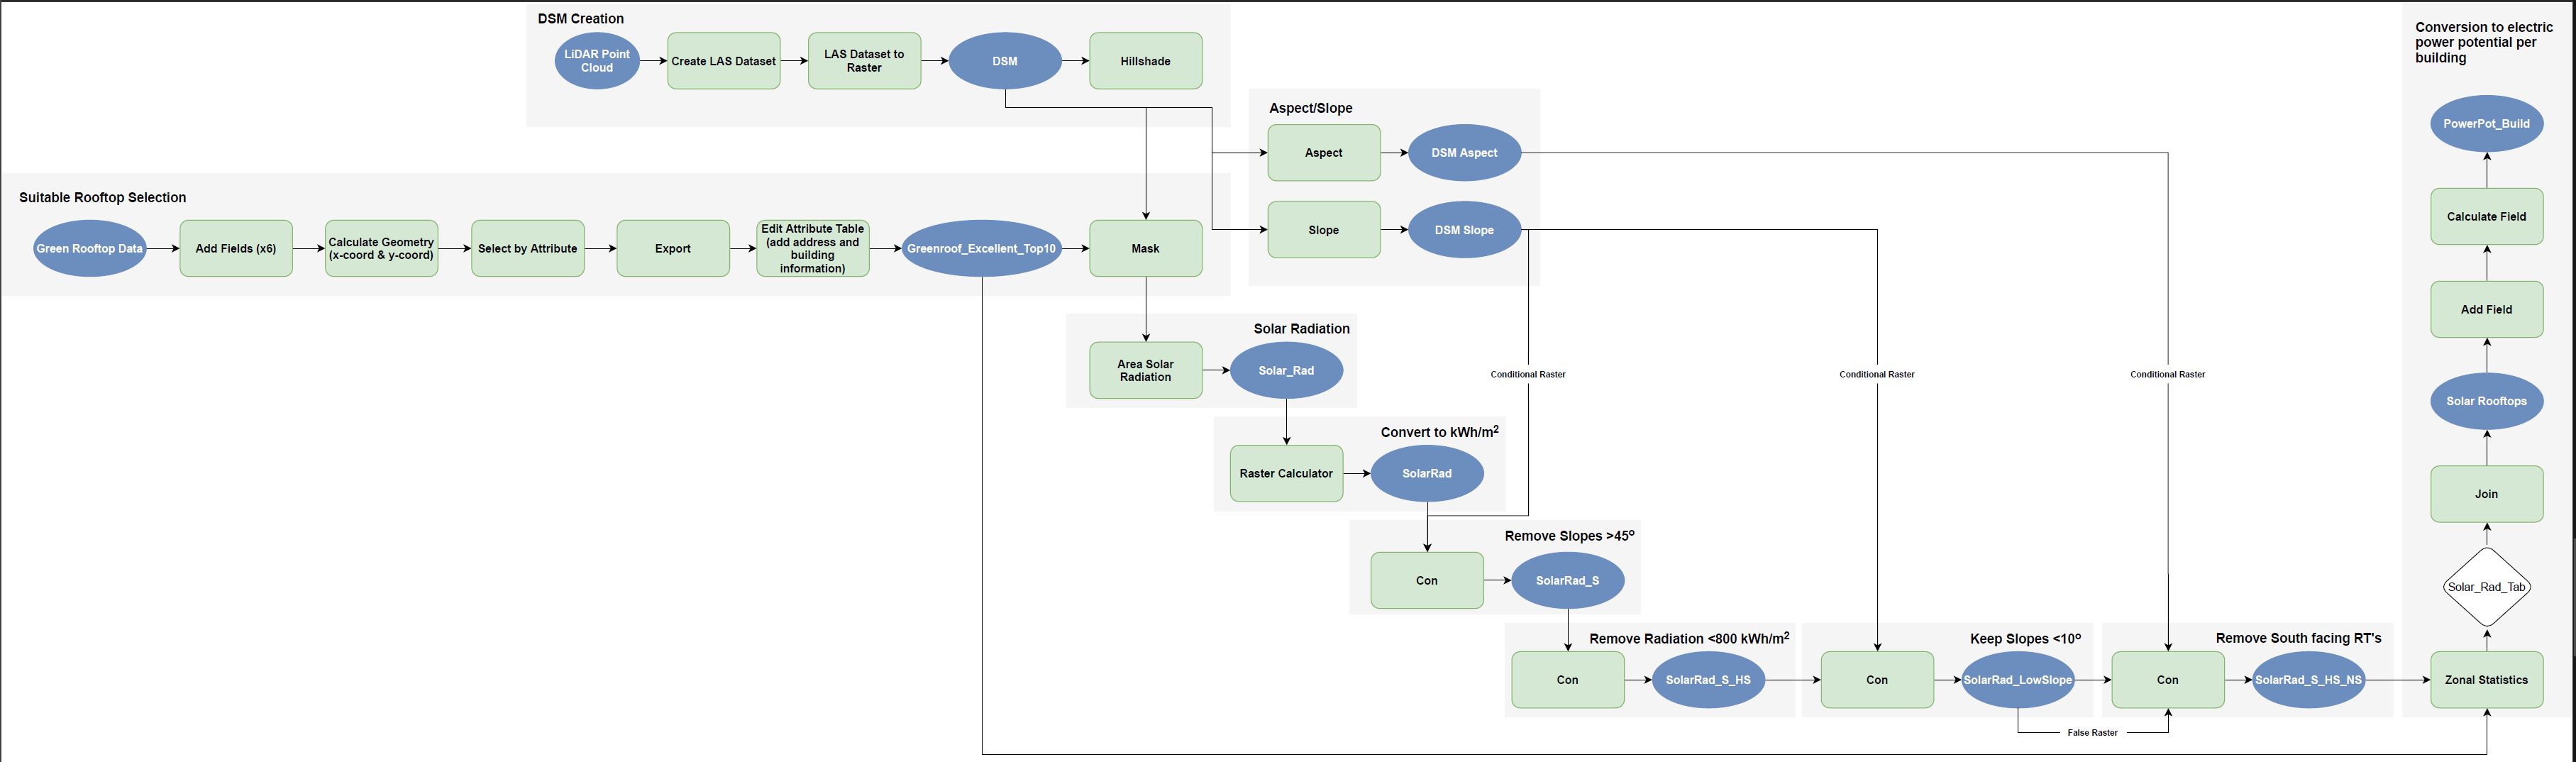 DSM Creation
LiDAR Point
Cloud
Create LAS Dataset
LAS Dataset to
Raster
DSM
Hillshade
Suitable Rooftop Selection
Green Rooftop Data
Add Fields (x6)
Calculate Geometry
(x-coord & y-coord)
Select by Attribute
Export
Edit Attribute Table
(add address and
building
information)
Greenroof_Excellent_Top10
Mask
Aspect/Slope
Aspect
DSM Aspect
Slope
DSM Slope
Solar Radiation
Area Solar
Radiation
Solar_Rad
Convert to kWh/m²
Raster Calculator
SolarRad
Conditional Raster
Conditional Raster
Conditional Raster
Remove Slopes >45°
Con
SolarRad_S
Remove Radiation <800 kWh/m²
Con
SolarRad_S_HS
Keep Slopes <10°
Con
SolarRad_LowSlope
False Raster
Remove South facing RT's
Con
SolarRad_S_HS_NS
Conversion to electric
power potential per
building
PowerPot_Build
Calculate Field
Add Field
Solar Rooftops
Join
Solar_Rad_Tab
Zonal Statistics